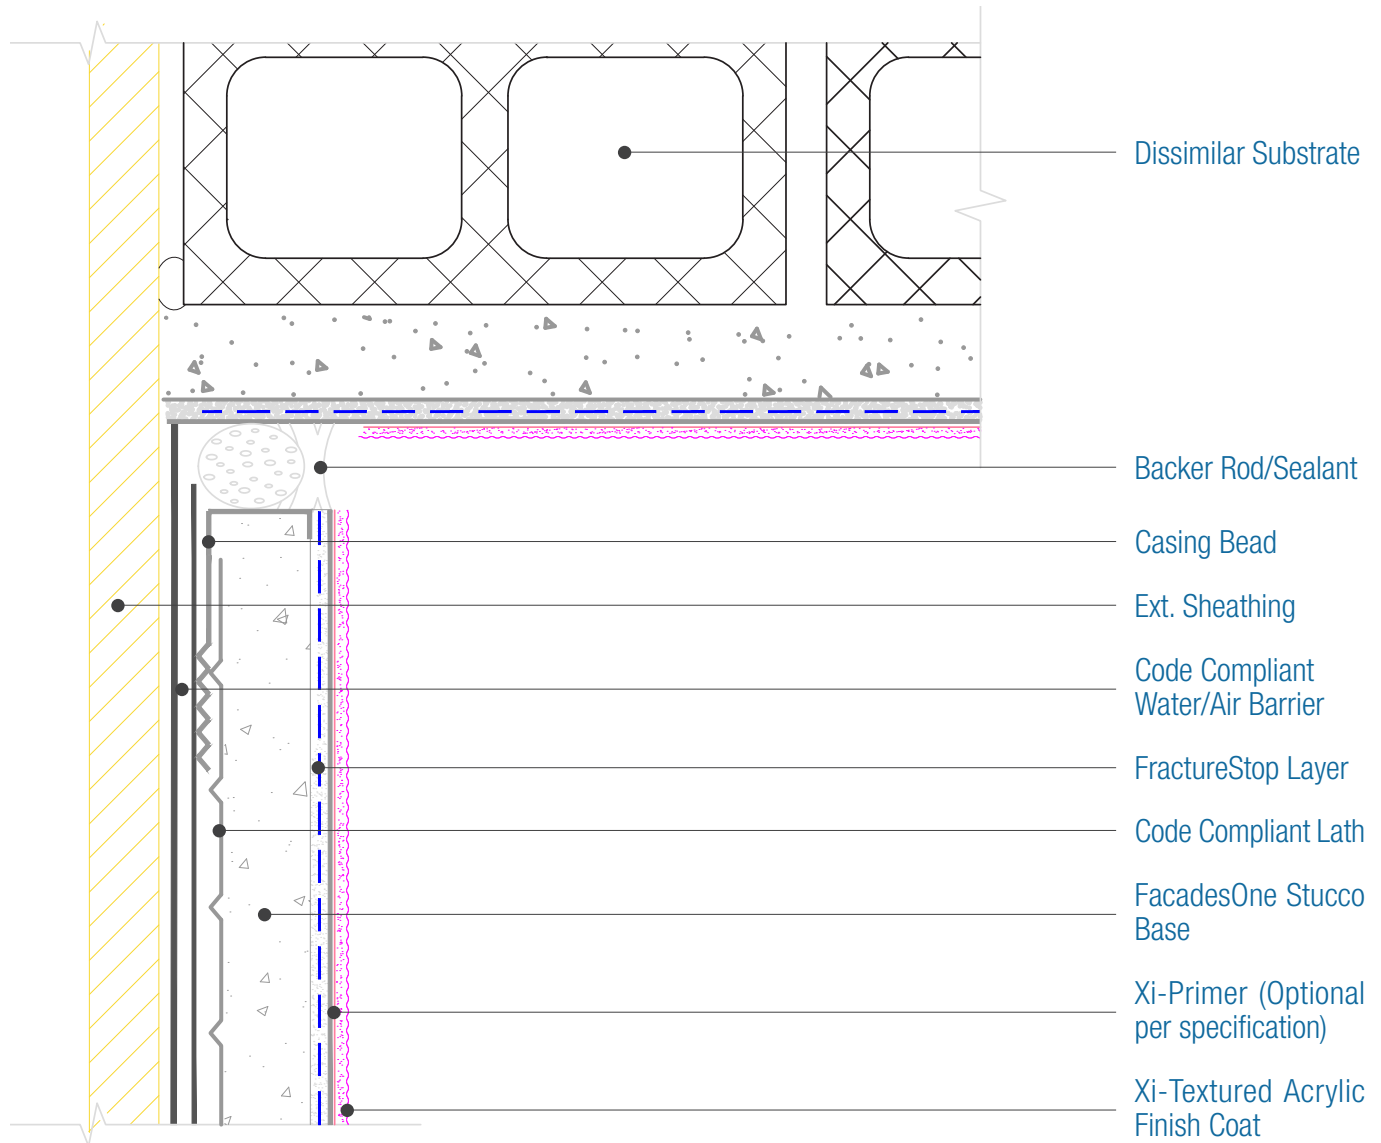 Dissimilar Substrate
Backer Rod/Sealant
Casing Bead
Ext. Sheathing
Code Compliant
Water/Air Barrier
FractureStop Layer
Code Compliant Lath
FacadesOne Stucco
Base
Xi-Primer (Optional
per specification)
Xi-Textured Acrylic
Finish Coat